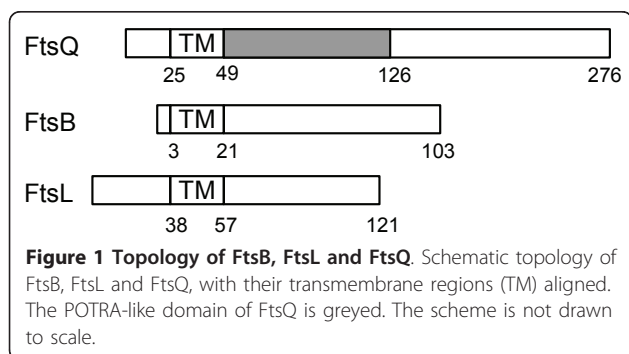 FtsQ TM
25 49 126 276
FtsB TM
3 21 103
FtsL TM
38 57 121
Figure 1 Topology of FtsB, FtsL and FtsQ. Schematic topology of
FtsB, FtsL and FtsQ, with their transmembrane regions (TM) aligned.
The POTRA-like domain of FtsQ is greyed. The scheme is not drawn
to scale.